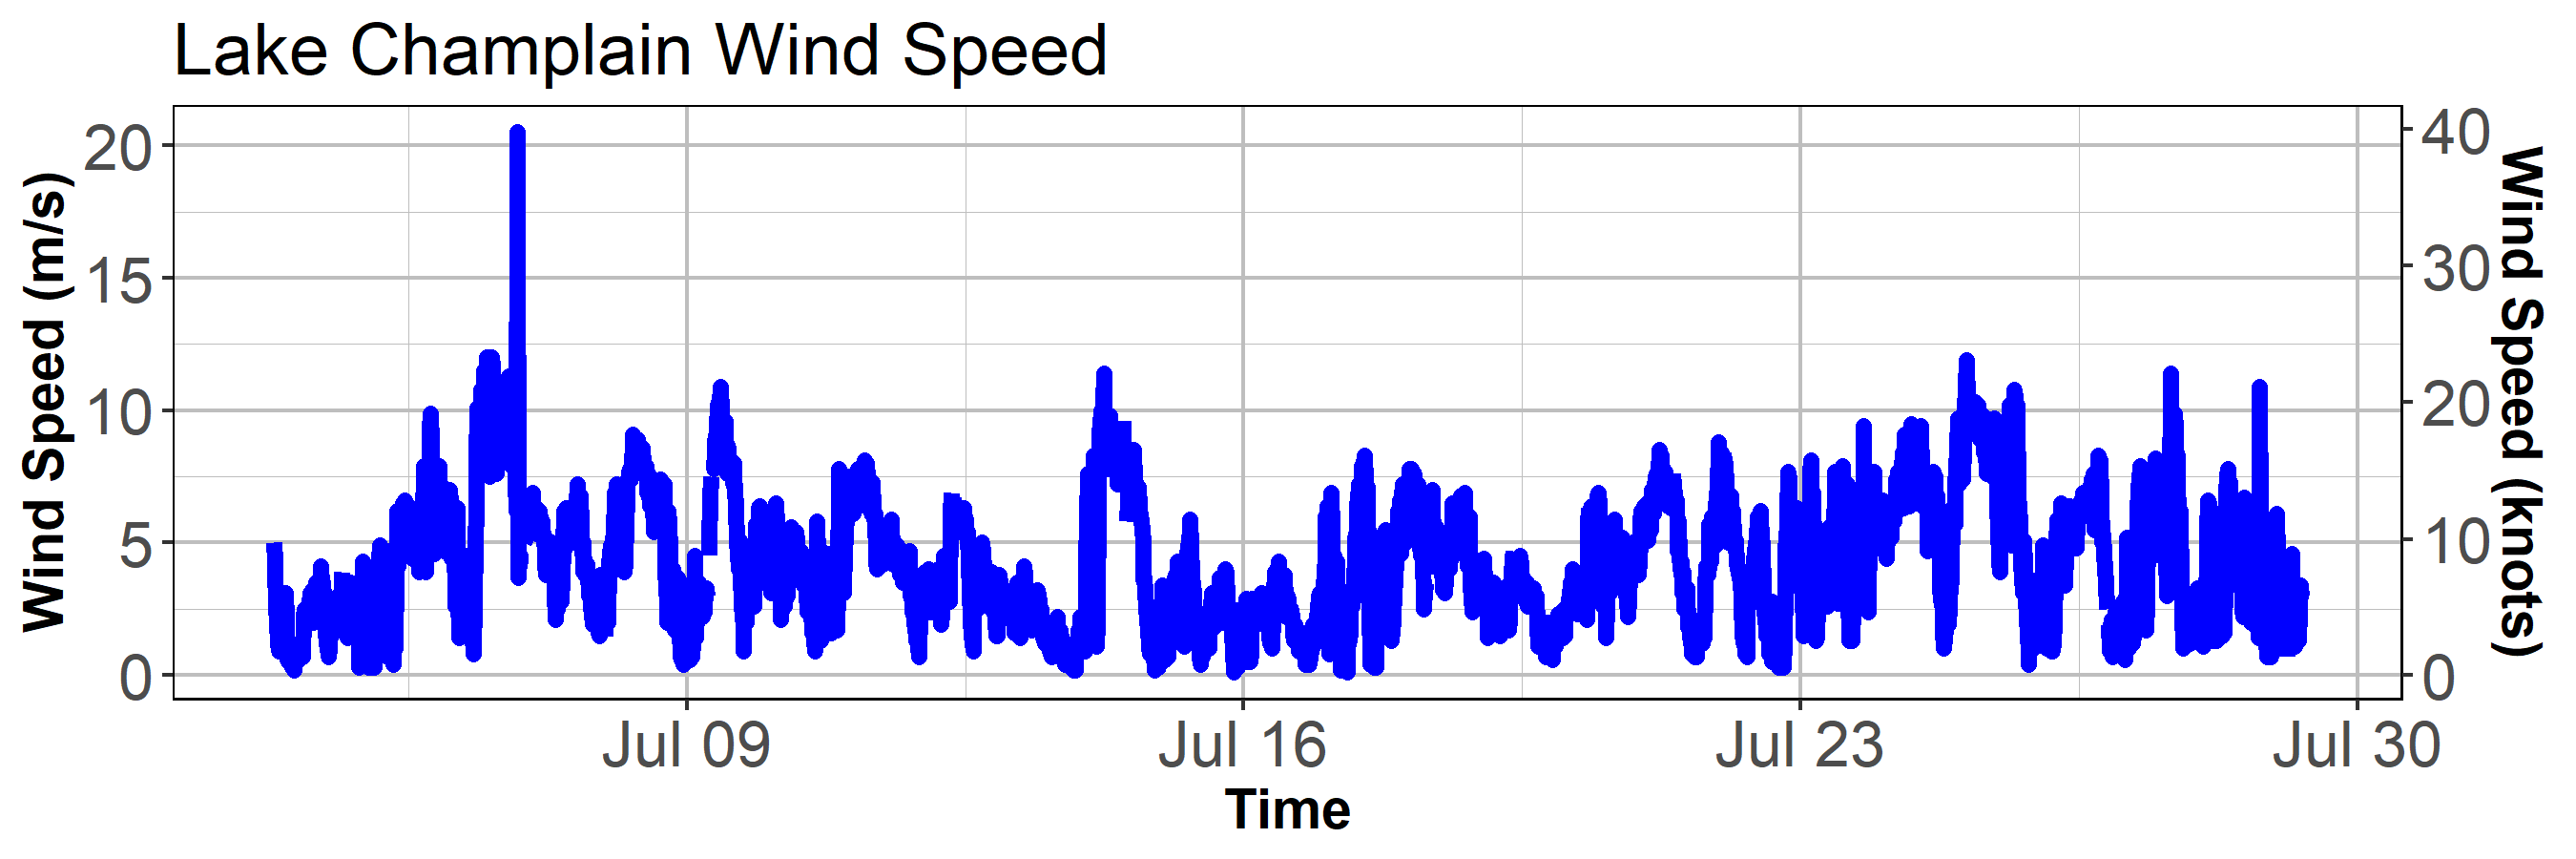 Lake Champlain Wind Speed
Wind Speed (m/s)
20
15
10
5
0
40
30
20
10
0
Wind Speed (knots)
Jul 09
Jul 16
Jul 23
Jul 30
Time